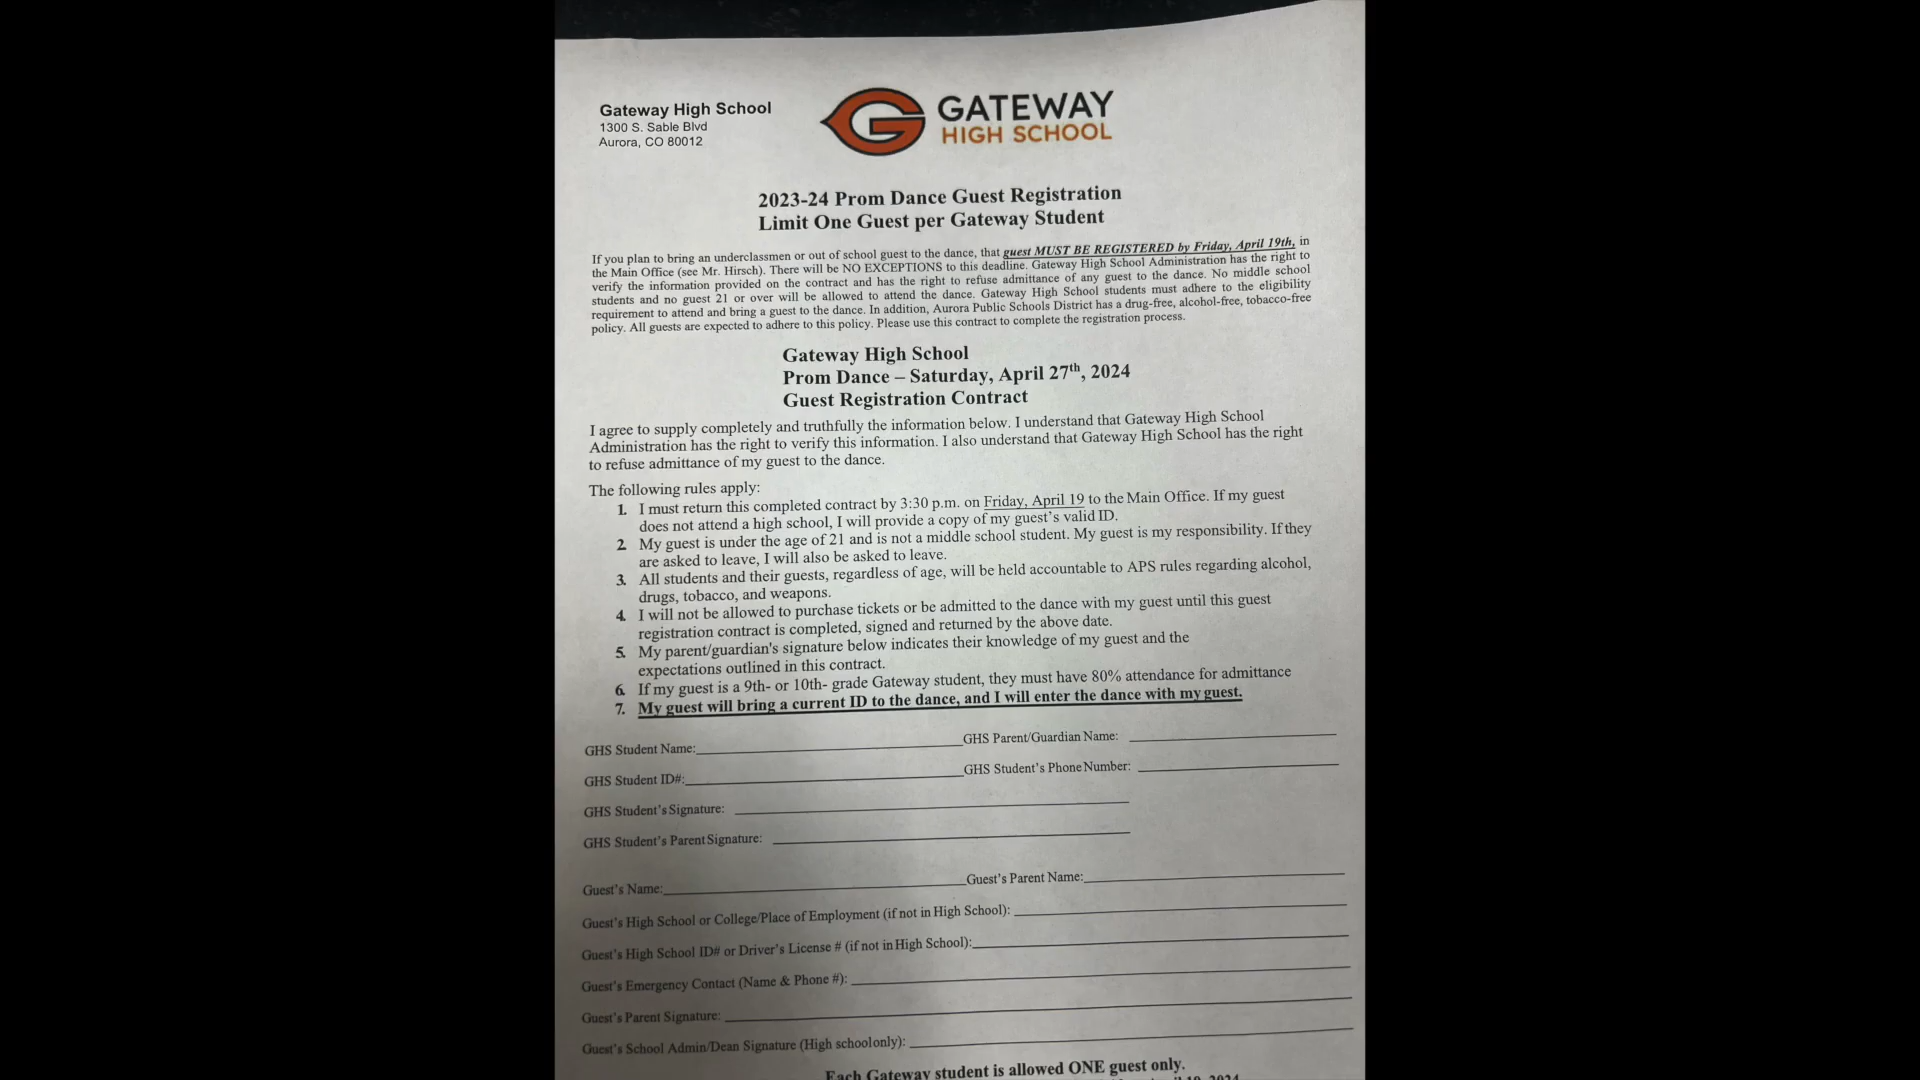 Gateway High School
1300 S. Sable Blvd
Aurora, CO 80012
GATEWAY
HIGH SCHOOL
2023-24 Prom Dance Guest Registration
Limit One Guest per Gateway Student
If you plan to bring an underclassmen or out of school guest to the dance, that guest MUST BE REGISTERED by Friday, April 19th, in
the Main Office (see Mr. Hirsch). There will be NO EXCEPTIONS to this deadline. Gateway High School Administration has the right to
verify the information provided on the contract and has the right to refuse admittance of any guest to the dance. No middle school
students and no guest 21 or over will be allowed to attend the dance. Gateway High School students must adhere to the eligibility
requirement to attend and bring a guest to the dance. In addition, Aurora Public Schools District has a drug-free, alcohol-free, tobacco-free
policy. All guests are expected to adhere to this policy. Please use this contract to complete the registration process.
Gateway High School
Prom Dance – Saturday, April 27th, 2024
Guest Registration Contract
I agree to supply completely and truthfully the information below. I understand that Gateway High School
Administration has the right to verify this information. I also understand that Gateway High School has the right
to refuse admittance of my guest to the dance.
The following rules apply:
1. I must return this completed contract by 3:30 p.m. on Friday, April 19 to the Main Office. If my guest
does not attend a high school, I will provide a copy of my guest's valid ID.
2. My guest is under the age of 21 and is not a middle school student. My guest is my responsibility. If they
are asked to leave, I will also be asked to leave.
3. All students and their guests, regardless of age, will be held accountable to APS rules regarding alcohol,
drugs, tobacco, and weapons.
4. I will not be allowed to purchase tickets or be admitted to the dance with my guest until this guest
registration contract is completed, signed and returned by the above date.
5. My parent/guardian's signature below indicates their knowledge of my guest and the
expectations outlined in this contract.
6. If my guest is a 9th- or 10th- grade Gateway student, they must have 80% attendance for admittance
7. My guest will bring a current ID to the dance, and I will enter the dance with my guest.
GHS Student Name: GHS Parent/Guardian Name:
GHS Student ID#: GHS Student's Phone Number:
GHS Student's Signature:
GHS Student's Parent Signature:
Guest's Name: Guest's Parent Name:
Guest's High School or College/Place of Employment (if not in High School):
Guest's High School ID# or Driver's License # (if not in High School):
Guest's Emergency Contact (Name & Phone #):
Guest's Parent Signature:
Guest's School Admin/Dean Signature (High school only):
Each Gateway student is allowed ONE guest only.